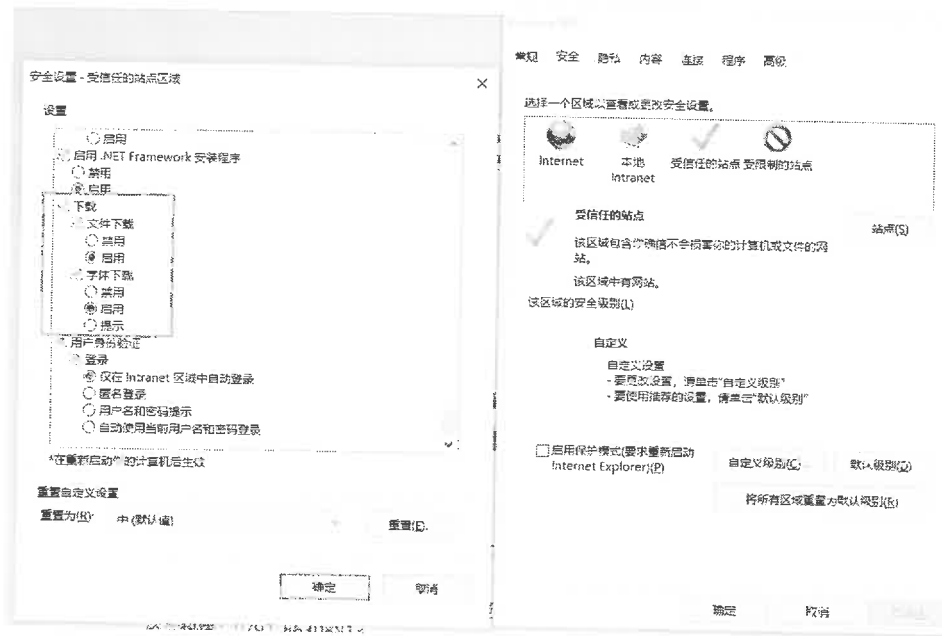 安全设置 - 受信任的站点区域
设置
启用
启用 .NET Framework 安装程序
禁用
启用
下载
文件下载
禁用
启用
字体下载
禁用
启用
提示
用户身份验证
登录
仅在 Intranet 区域中自动登录
匿名登录
用户名和密码提示
自动使用当前用户名和密码登录
*在重新启动你的计算机后生效
重置自定义设置
重置为(R):
中 (默认值)
重置(E)..
确定
取消
常规 安全 隐私 内容 连接 程序 高级
选择一个区域以查看或更改安全设置。
Internet
本地
Intranet
受信任的站点
受限制的站点
受信任的站点
站点(S)
该区域包含你确信不会损害你的计算机或文件的网
站。
该区域中有网站。
该区域的安全级别(L)
自定义
自定义设置
- 要更改设置，请单击"自定义级别"
- 要使用推荐的设置，请单击"默认级别"
启用保护模式(要求重新启动
Internet Explorer)(P)
自定义级别(C)
默认级别(D)
将所有区域重置为默认级别(R)
确定
取消